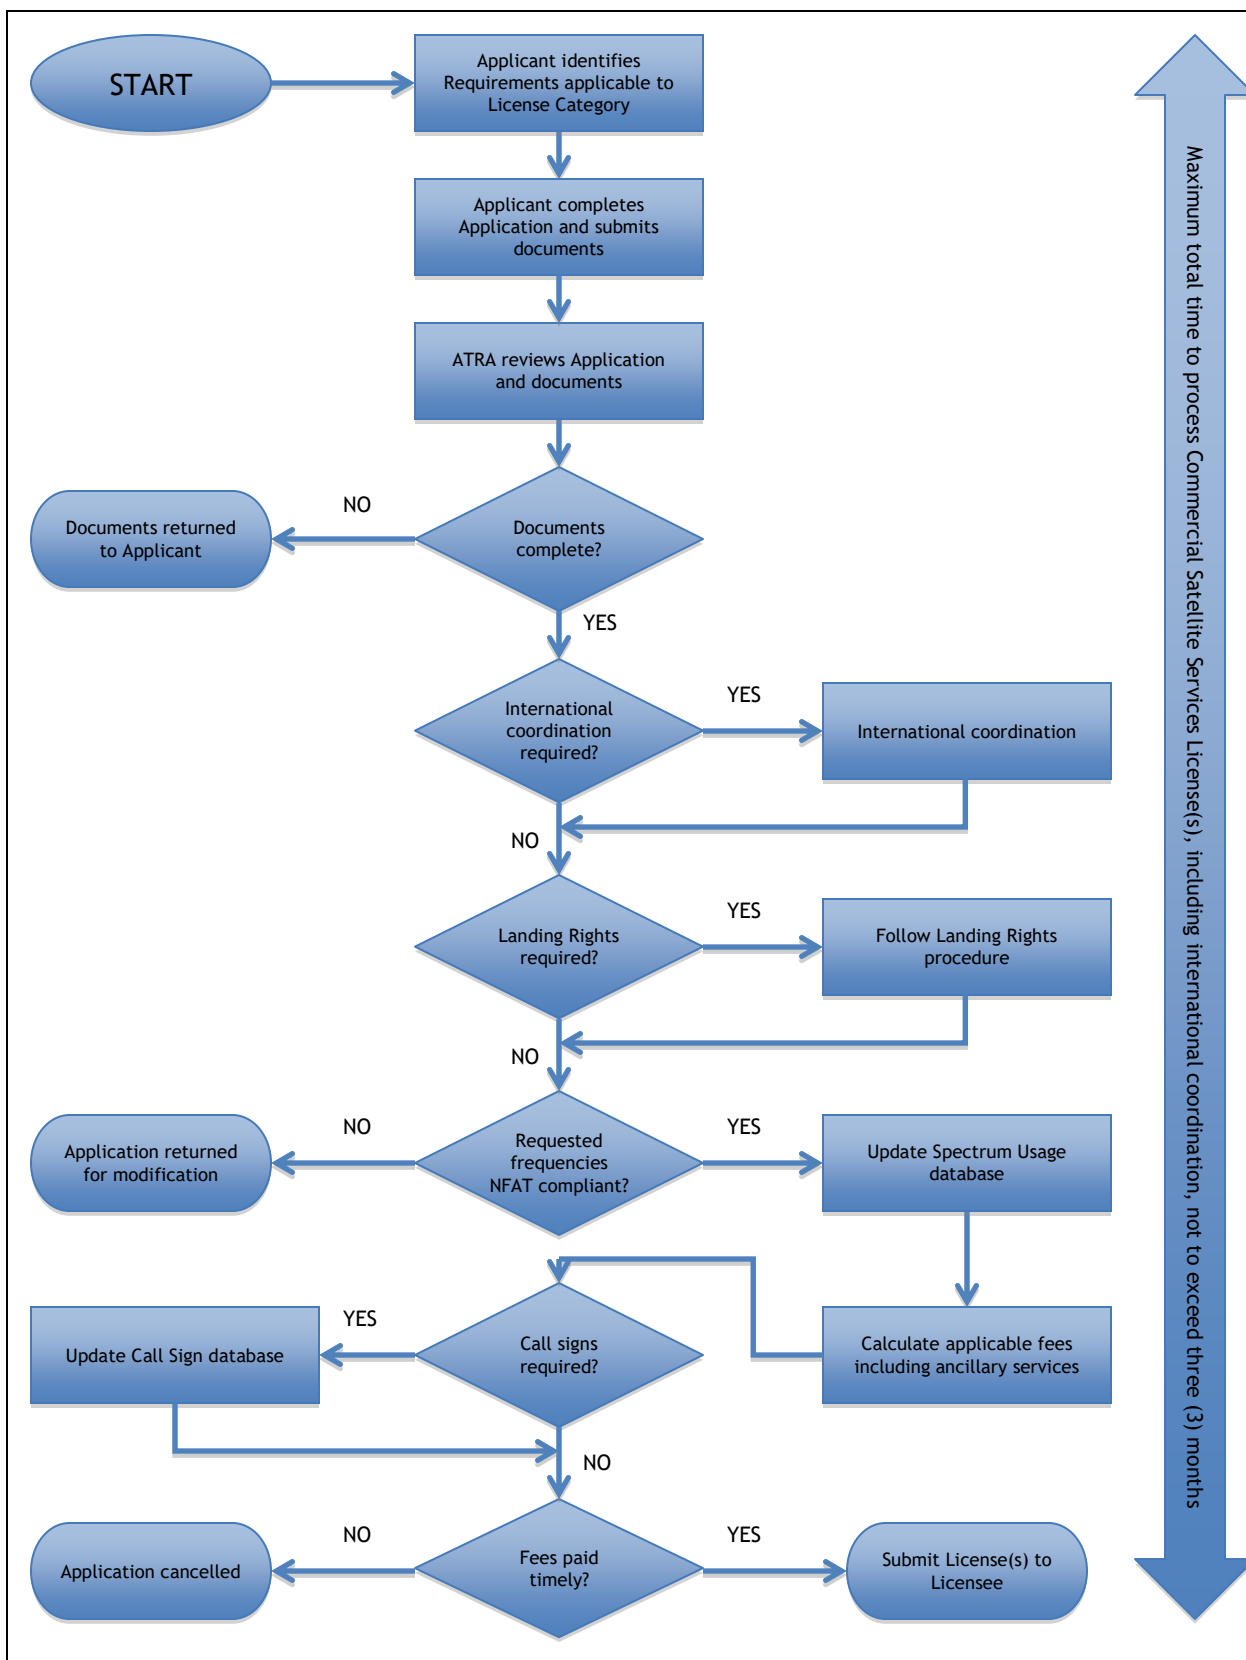 START
Applicant identifies
Requirements applicable to
License Category
Applicant completes
Application and submits
documents
ATRA reviews Application
and documents
NO
Documents returned
to Applicant
Documents
complete?
YES
International
coordination
required?
YES
International coordination
NO
Landing Rights
required?
YES
Follow Landing Rights
procedure
NO
NO
Application returned
for modification
Requested
frequencies
NFAT compliant?
YES
Update Spectrum Usage
database
YES
Update Call Sign database
Call signs
required?
Calculate applicable fees
including ancillary services
NO
NO
Application cancelled
Fees paid
timely?
YES
Submit License(s) to
Licensee
Maximum total time to process Commercial Satellite Services License(s), including international coordination, not to exceed three (3) months